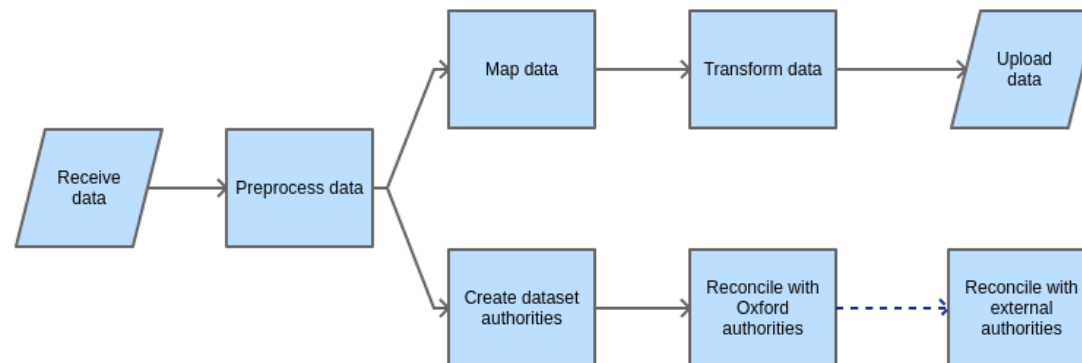 Map data
Transform data
Upload
data
Receive
data
Preprocess data
Create dataset
authorities
Reconcile with
Oxford
authorities
Reconcile with
external
authorities